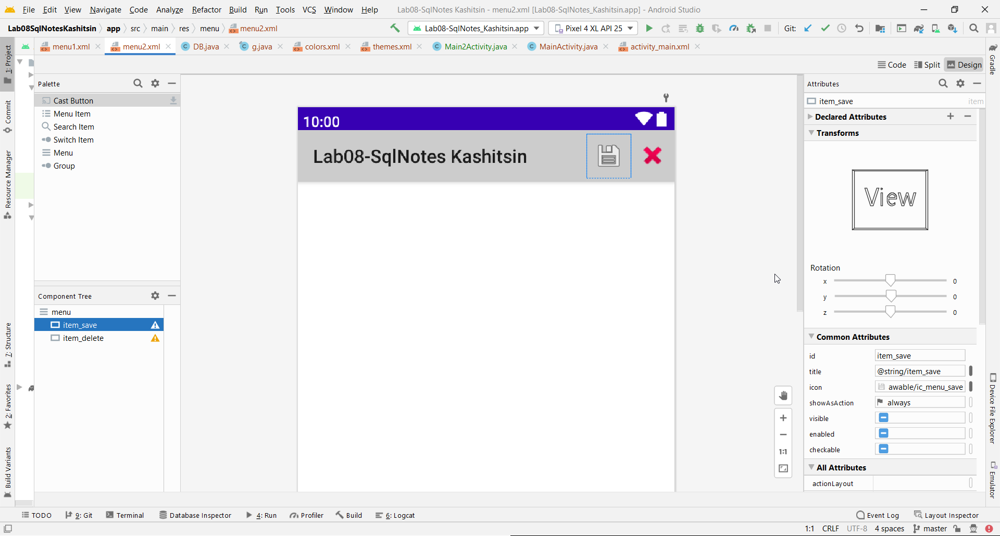 File Edit View Navigate Code Analyze Refactor Build Run Tools VCS Window Help Lab08-SqlNotes Kashitsin - menu2.xml [Lab08-SqlNotes_Kashitsin.app] - Android Studio
Lab08SqlNotesKashitsin app src main res menu menu2.xml Lab08-SqlNotes_Kashitsin.app Pixel 4 XL API 25 Git:
menu1.xml menu2.xml DB.java g.java colors.xml themes.xml Main2Activity.java MainActivity.java activity_main.xml
Code Split Design
Palette
Cast Button
Menu Item
Search Item
Switch Item
Menu
Group
Component Tree
menu
item_save
item_delete
10:00
Lab08-SqlNotes Kashitsin
1:1
Attributes
item_save item
Declared Attributes
Transforms
View
Rotation
x 0
y 0
z 0
Common Attributes
id item_save
title @string/item_save
icon awable/ic_menu_save
showAsAction always
visible
enabled
checkable
All Attributes
actionLayout
1: Project
Commit
Resource Manager
7: Structure
2: Favorites
Build Variants
Gradle
Device File Explorer
Emulator
TODO 9: Git Terminal Database Inspector 4: Run Profiler Build 6: Logcat Event Log Layout Inspector
1:1 CRLF UTF-8 4 spaces master